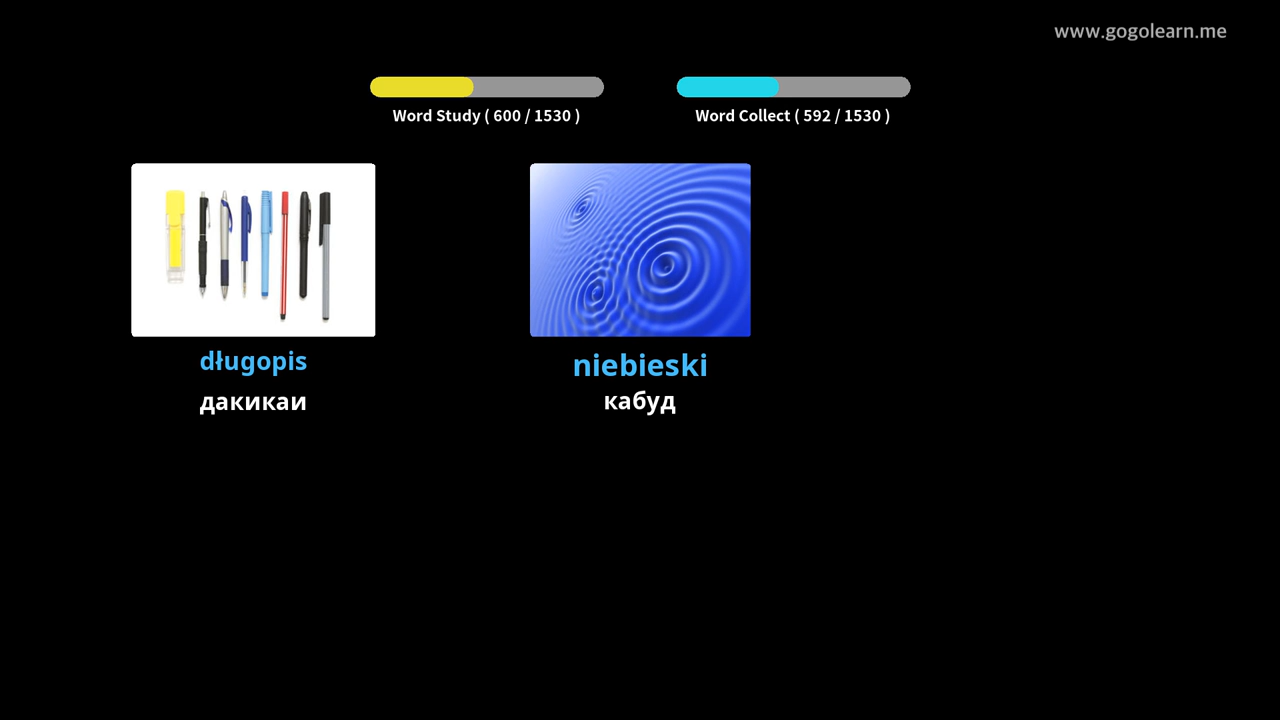 www.gogolearn.me
Word Study ( 600 / 1530 )
Word Collect ( 592 / 1530 )
długopis
дакикаи
niebieski
кабуд